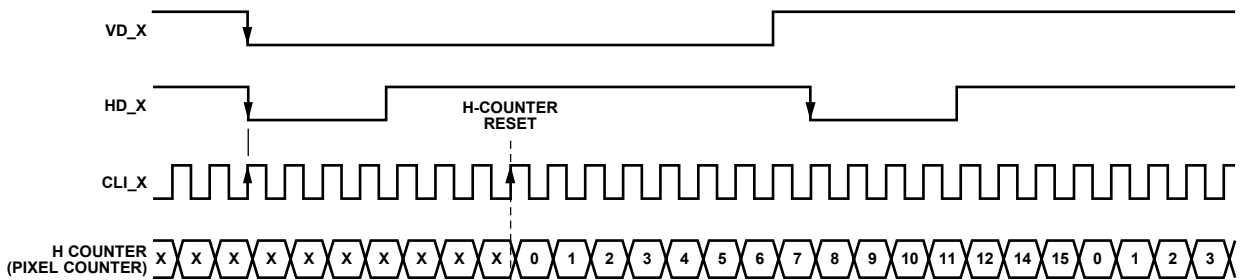 VD_X
HD_X
H-COUNTER
RESET
CLI_X
H COUNTER
(PIXEL COUNTER)
X X X X X X X X X 0 1 2 3 4 5 6 7 8 9 10 11 12 14 15 0 1 2 3